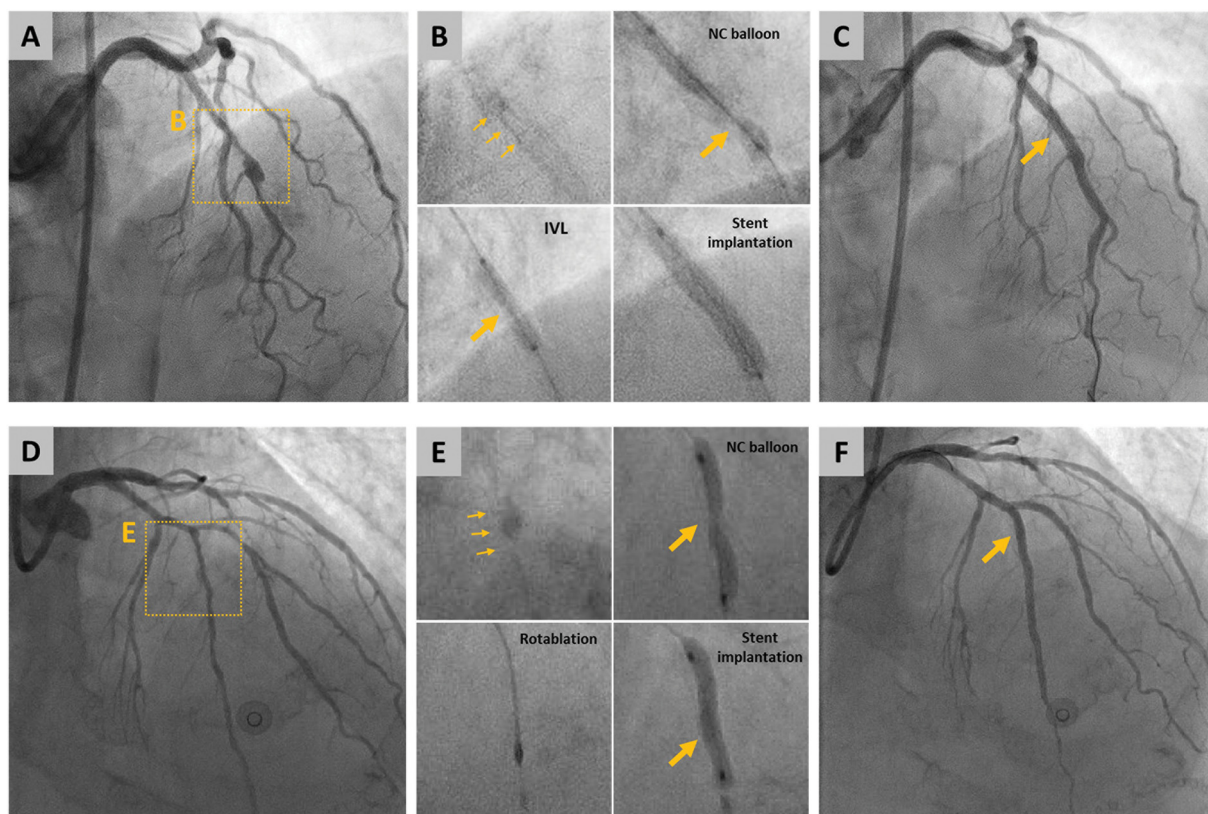 A
B
B
NC balloon
IVL
Stent
implantation
C
D
E
E
NC balloon
Rotablation
Stent
implantation
F